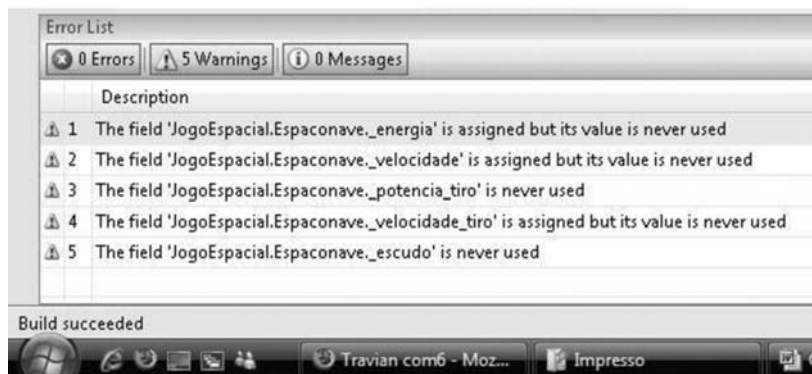 Error List
0 Errors 5 Warnings 0 Messages
Description
1 The field 'JogoEspacial.Espaconave._energia' is assigned but its value is never used
2 The field 'JogoEspacial.Espaconave._velocidade' is assigned but its value is never used
3 The field 'JogoEspacial.Espaconave._potencia_tiro' is never used
4 The field 'JogoEspacial.Espaconave._velocidade_tiro' is assigned but its value is never used
5 The field 'JogoEspacial.Espaconave._escudo' is never used
Build succeeded
Travian com6 - Moz... Impresso